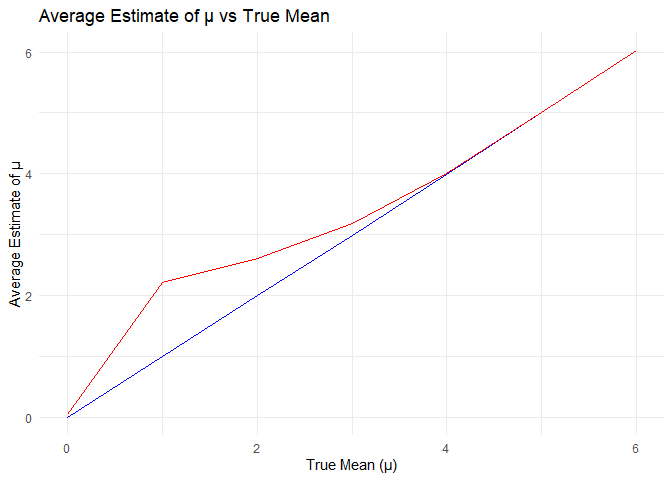 Average Estimate of µ vs True Mean
Average Estimate of µ
6
4
2
0
0 2 4 6
True Mean (µ)